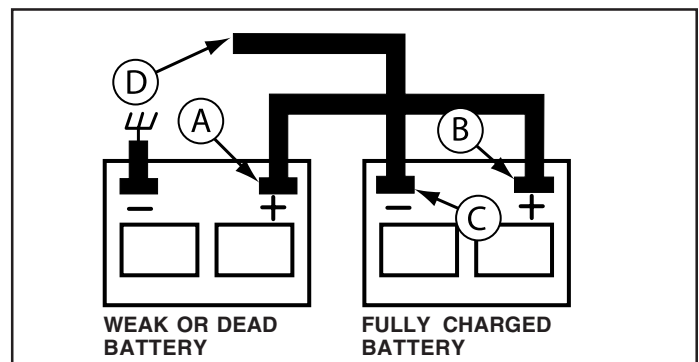 D
A
B
C
− + − +
WEAK OR DEAD
BATTERY
FULLY CHARGED
BATTERY